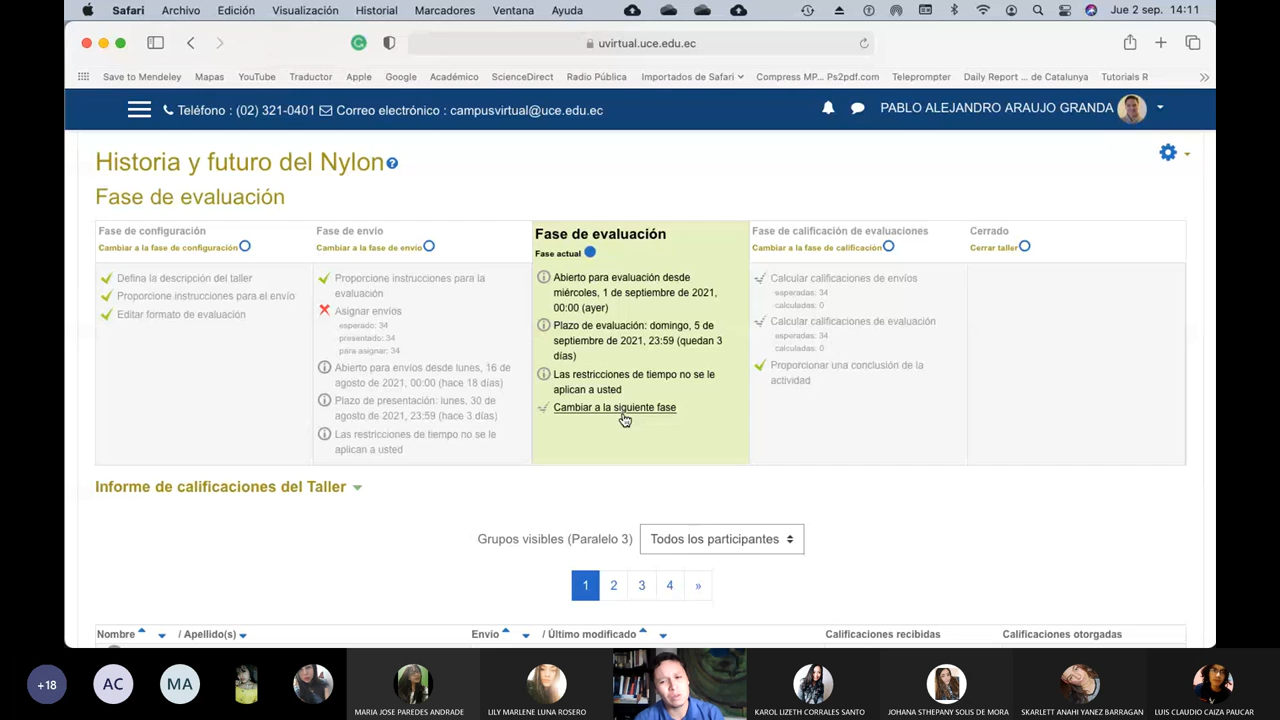 Safari Archivo Edición Visualización Historial Marcadores Ventana Ayuda Jue 2 sep. 14:11
uvirtual.uce.edu.ec
Save to Mendeley Mapas YouTube Traductor Apple Google Académico ScienceDirect Radio Pública Importados de Safari Compress MP... Ps2pdf.com Teleprompter Daily Report ... de Catalunya Tutorials R
Teléfono : (02) 321-0401 Correo electrónico : campusvirtual@uce.edu.ec PABLO ALEJANDRO ARAUJO GRANDA
Historia y futuro del Nylon
Fase de evaluación
Fase de configuración
Cambiar a la fase de configuración
Defina la descripción del taller
Proporcione instrucciones para el envío
Editar formato de evaluación
Fase de envío
Cambiar a la fase de envío
Proporcione instrucciones para la
evaluación
Asignar envíos
esperado: 34
presentado: 34
para asignar: 34
Abierto para envíos desde lunes, 16 de
agosto de 2021, 00:00 (hace 18 días)
Plazo de presentación: lunes, 30 de
agosto de 2021, 23:59 (hace 3 días)
Las restricciones de tiempo no se le
aplican a usted
Fase de evaluación
Fase actual
Abierto para evaluación desde
miércoles, 1 de septiembre de 2021,
00:00 (ayer)
Plazo de evaluación: domingo, 5 de
septiembre de 2021, 23:59 (quedan 3
días)
Las restricciones de tiempo no se le
aplican a usted
Cambiar a la siguiente fase
Fase de calificación de evaluaciones
Cambiar a la fase de calificación
Calcular calificaciones de envíos
esperadas: 34
calculadas: 0
Calcular calificaciones de evaluación
esperadas: 34
calculadas: 0
Proporcionar una conclusión de la
actividad
Cerrado
Cerrar taller
Informe de calificaciones del Taller
Grupos visibles (Paralelo 3) Todos los participantes
1 2 3 4 »
Nombre / Apellido(s) Envío / Último modificado Calificaciones recibidas Calificaciones otorgadas
+18 AC MA
MARIA JOSE PAREDES ANDRADE LILY MARLENE LUNA ROSERO KAROL LIZETH CORRALES SANTO JOHANA STHEPANY SOLIS DE MORA SKARLETT ANAHI YANEZ BARRAGAN LUIS CLAUDIO CAIZA PAUCAR